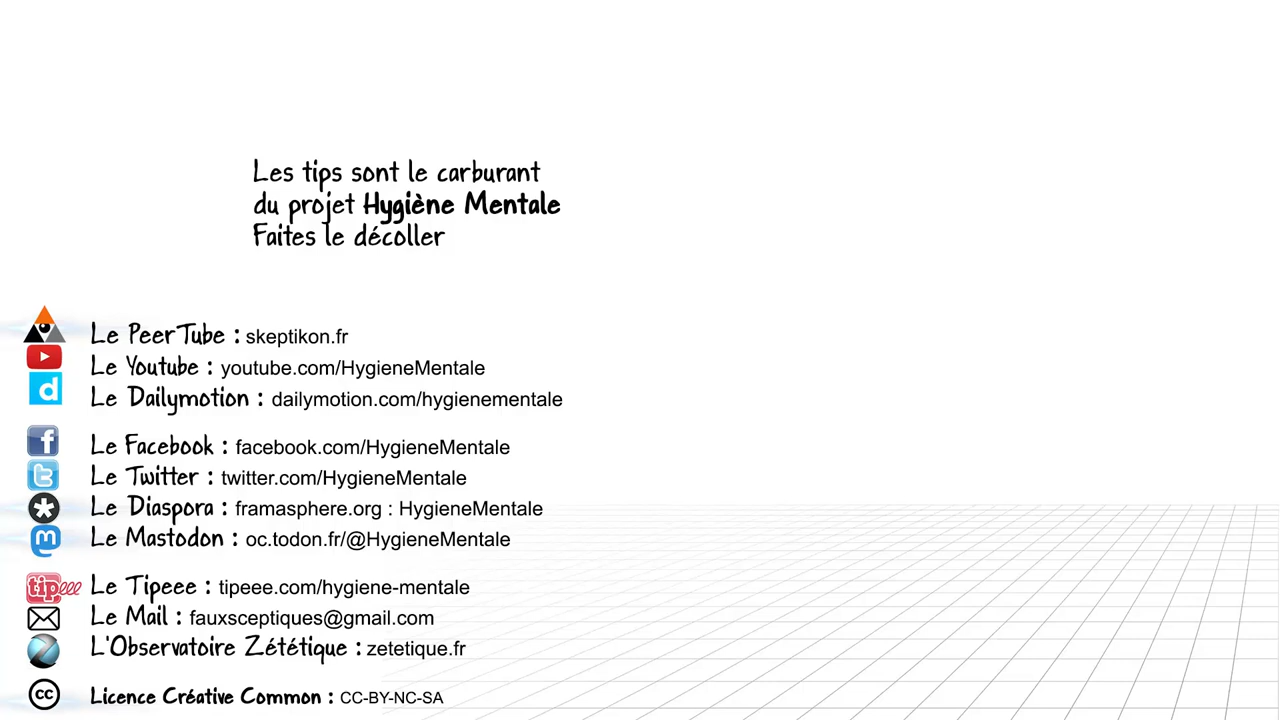 Les tips sont le carburant
du projet Hygiène Mentale
Faites le décoller
Le PeerTube : skeptikon.fr
Le Youtube : youtube.com/HygieneMentale
d Le Dailymotion : dailymotion.com/hygienementale
f Le Facebook : facebook.com/HygieneMentale
t Le Twitter : twitter.com/HygieneMentale
Le Diaspora : framasphere.org : HygieneMentale
m Le Mastodon : oc.todon.fr/@HygieneMentale
tipeee Le Tipeee : tipeee.com/hygiene-mentale
Le Mail : fauxsceptiques@gmail.com
L'Observatoire Zététique : zetetique.fr
cc Licence Créative Common : CC-BY-NC-SA